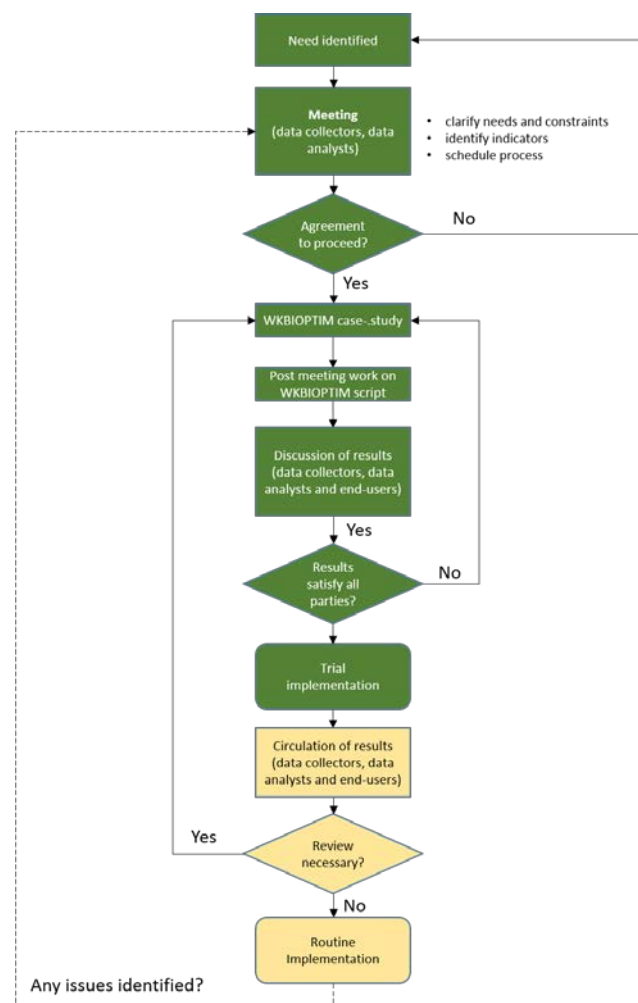 Need identified
Meeting
(data collectors, data
analysts)
• clarify needs and constraints
• identify indicators
• schedule process
Agreement
to proceed?
No
Yes
WKBIOPTIM case-.study
Post meeting work on
WKBIOPTIM script
Discussion of results
(data collectors, data
analysts and end-users)
Yes
Results
satisfy all
parties?
No
Trial
implementation
Circulation of results
(data collectors, data
analysts and end-users)
Yes
Review
necessary?
No
Routine
Implementation
Any issues identified?